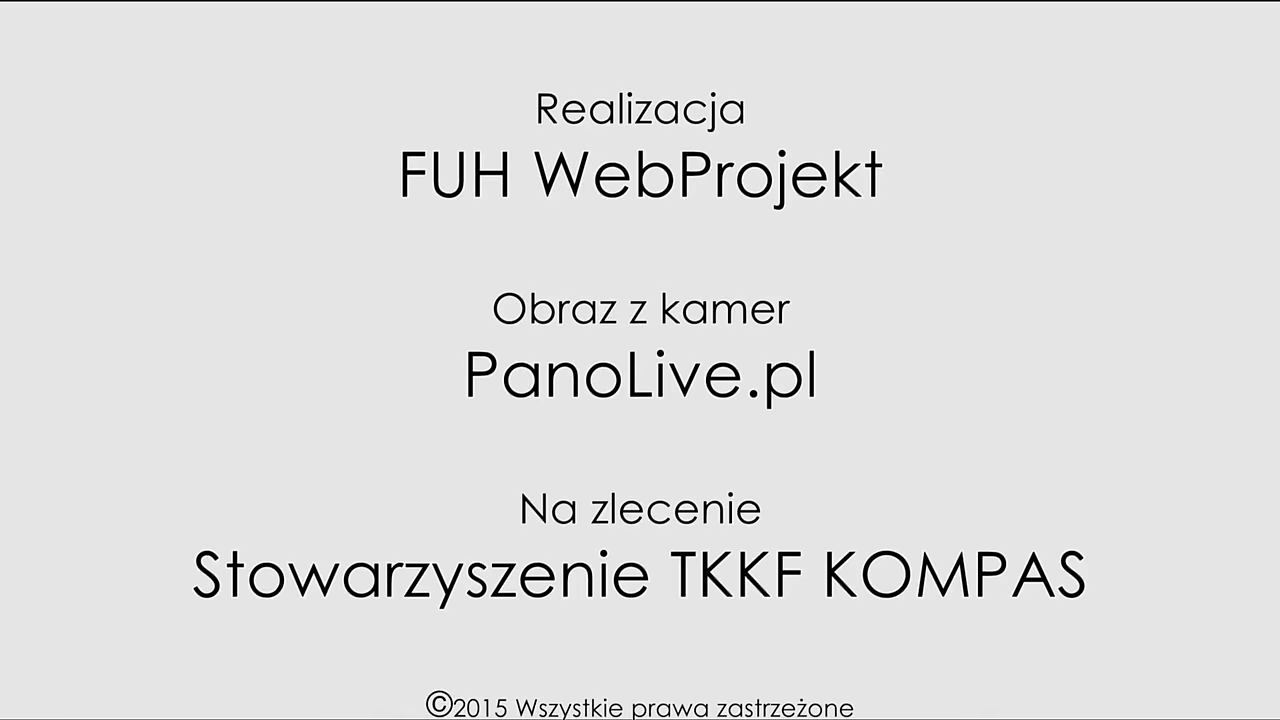 Realizacja
FUH WebProjekt
Obraz z kamer
PanoLive.pl
Na zlecenie
Stowarzyszenie TKKF KOMPAS
©2015 Wszystkie prawa zastrzeżone